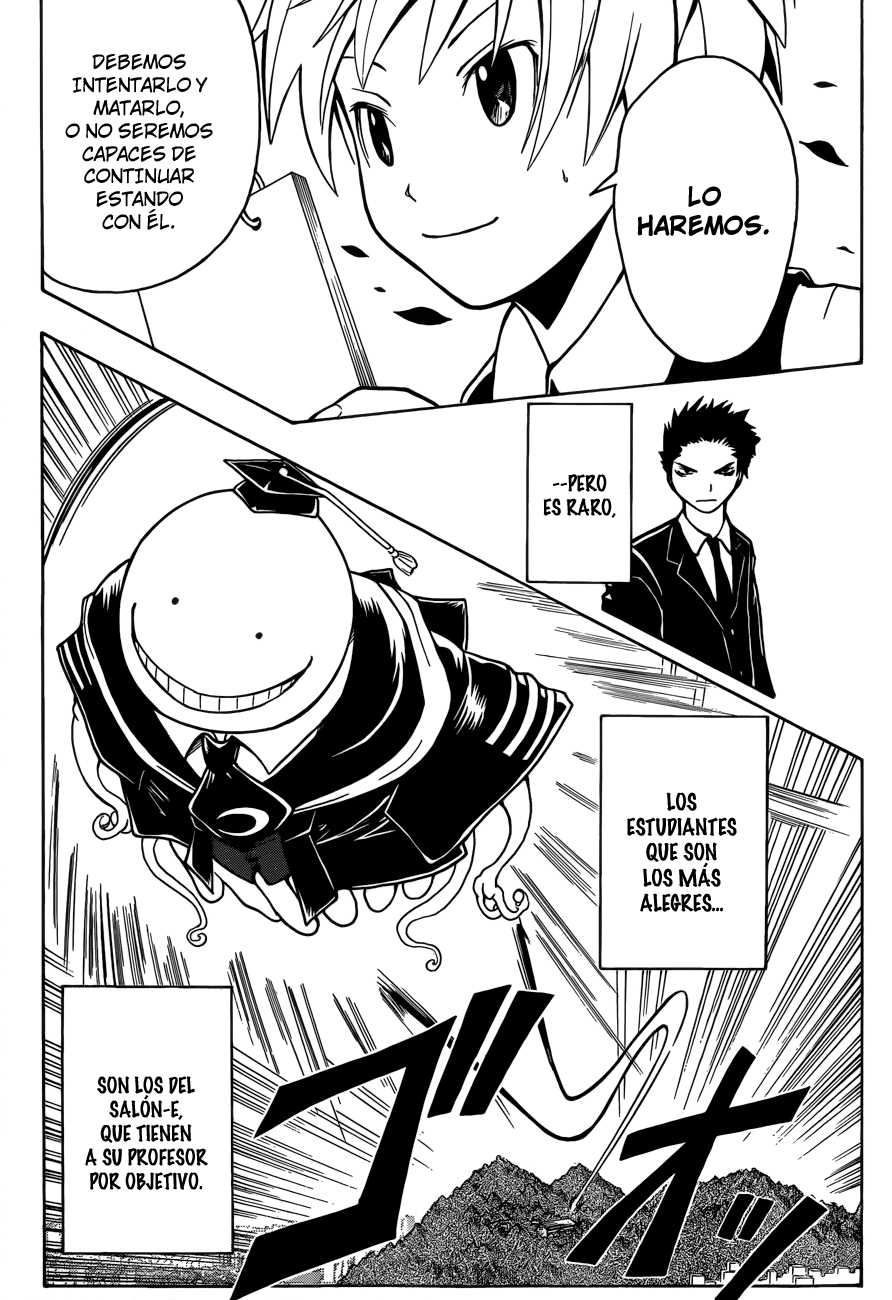 LO
HAREMOS.
DEBEMOS
INTENTARLO Y
MATARLO,
O NO SEREMOS
CAPACES DE
CONTINUAR
ESTANDO
CON ÉL.
--PERO
ES RARO,
LOS
ESTUDIANTES
QUE SON
LOS MÁS
ALEGRES...
SON LOS DEL
SALÓN-E,
QUE TIENEN
A SU PROFESOR
POR OBJETIVO.
ゴオッ